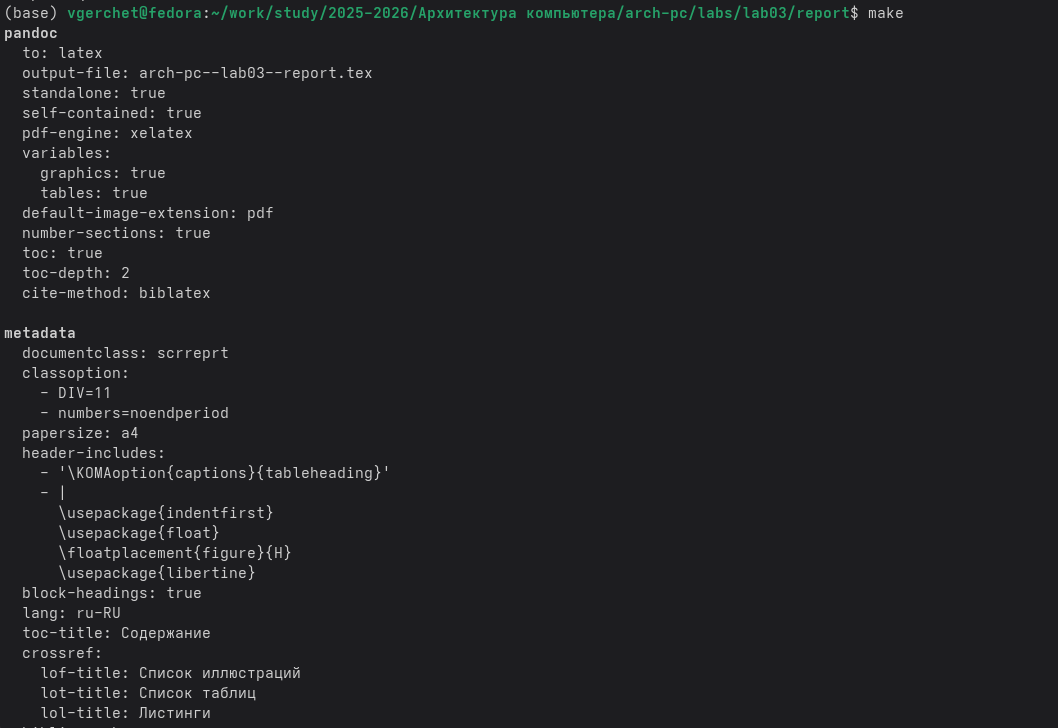 (base) vgerchet@fedora:~/work/study/2025-2026/Архитектура компьютера/arch-pc/labs/lab03/report$ make
pandoc
  to: latex
  output-file: arch-pc--lab03--report.tex
  standalone: true
  self-contained: true
  pdf-engine: xelatex
  variables:
    graphics: true
    tables: true
  default-image-extension: pdf
  number-sections: true
  toc: true
  toc-depth: 2
  cite-method: biblatex

metadata
  documentclass: scrreprt
  classoption:
    - DIV=11
    - numbers=noendperiod
  papersize: a4
  header-includes:
    - '\KOMAoption{captions}{tableheading}'
    - |
      \usepackage{indentfirst}
      \usepackage{float}
      \floatplacement{figure}{H}
      \usepackage{libertine}
  block-headings: true
  lang: ru-RU
  toc-title: Содержание
  crossref:
    lof-title: Список иллюстраций
    lot-title: Список таблиц
    lol-title: Листинги